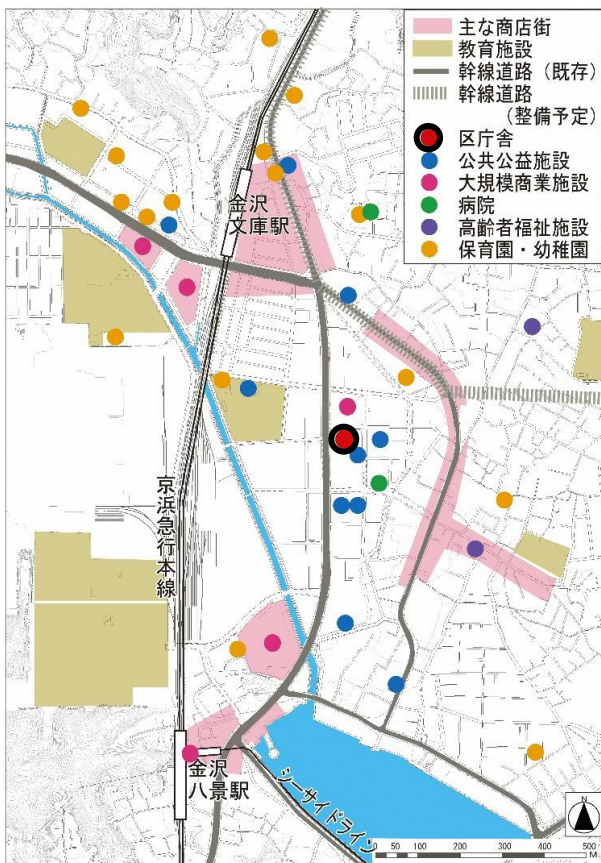 主な商店街
教育施設
幹線道路（既存）
幹線道路
（整備予定）
区庁舎
公共公益施設
大規模商業施設
病院
高齢者福祉施設
保育園・幼稚園
金沢
文庫駅
京浜急行本線
金沢
八景駅
シーサイドライン
N
0 50 100 200 300 400 500
M